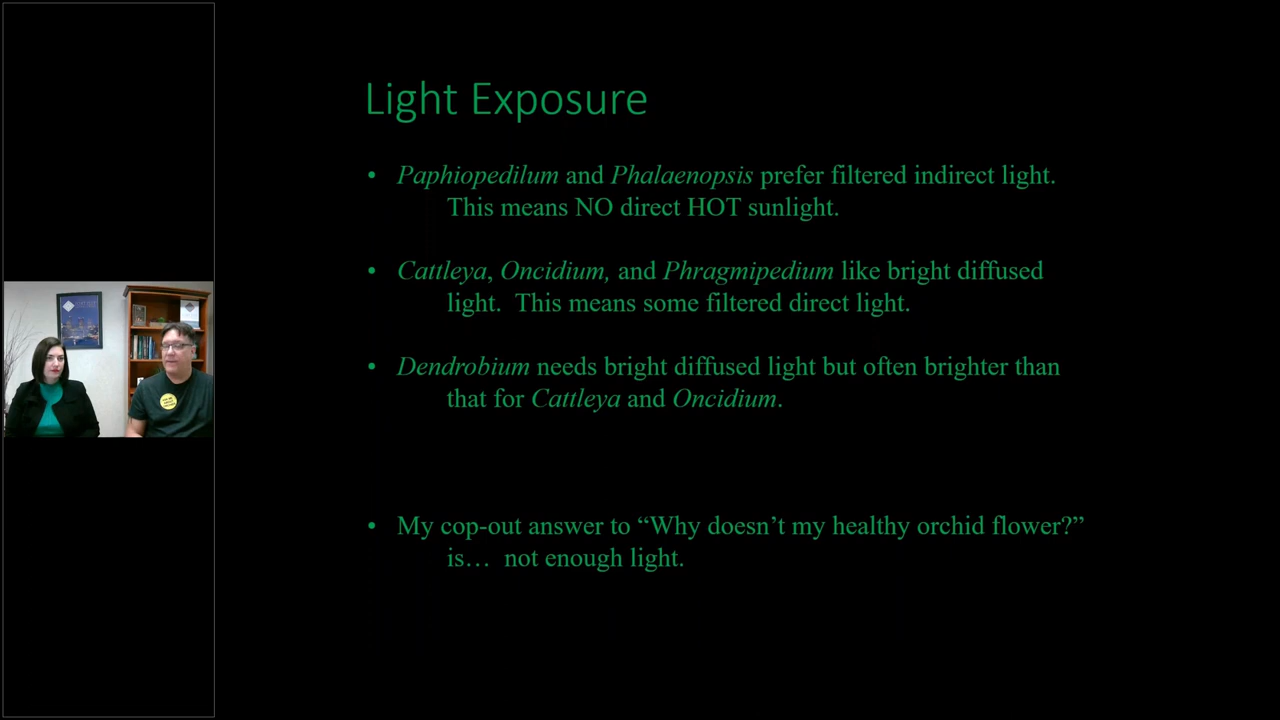 Light Exposure
• Paphiopedilum and Phalaenopsis prefer filtered indirect light.
This means NO direct HOT sunlight.
• Cattleya, Oncidium, and Phragmipedium like bright diffused
light.  This means some filtered direct light.
• Dendrobium needs bright diffused light but often brighter than
that for Cattleya and Oncidium.
• My cop-out answer to “Why doesn’t my healthy orchid flower?”
is…  not enough light.